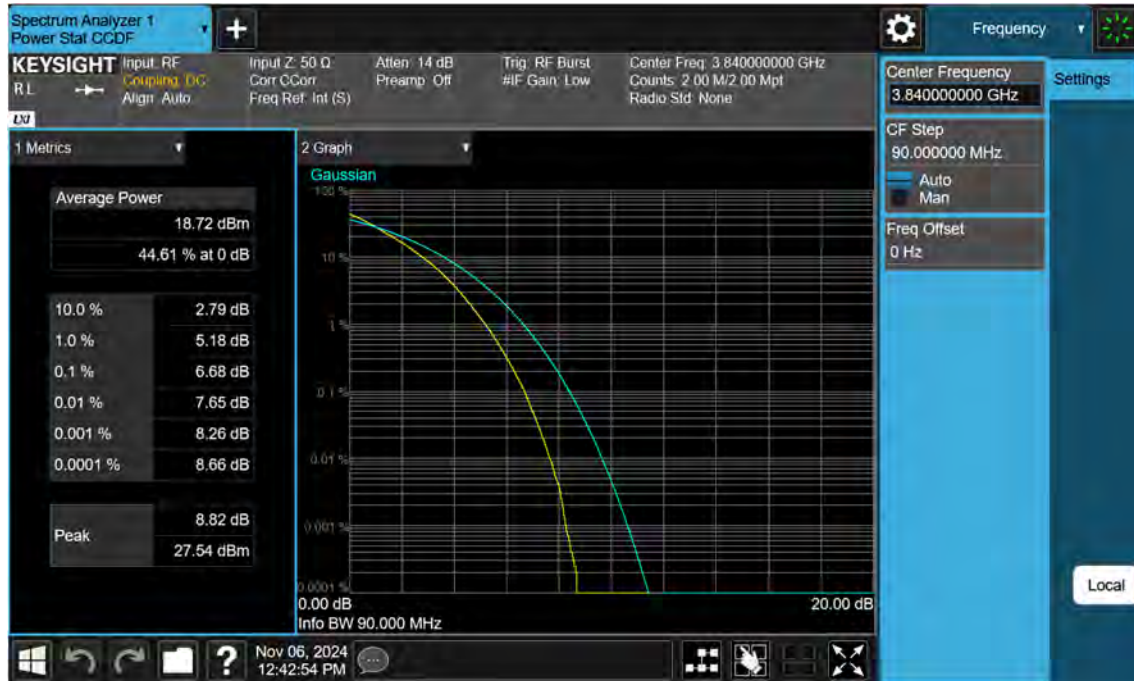 Spectrum Analyzer 1
Power Stat CCDF
Frequency
KEYSIGHT
R L
LXI
Input: RF
Coupling: DC
Align: Auto
Input Z: 50 Ω
Corr CCorr
Freq Ref: Int (S)
Atten: 14 dB
Preamp: Off
Trig: RF Burst
#IF Gain: Low
Center Freq: 3.840000000 GHz
Counts: 2.00 M/2.00 Mpt
Radio Std: None
Center Frequency
3.840000000 GHz
Settings
CF Step
90.000000 MHz
Auto
Man
Freq Offset
0 Hz
1 Metrics
Average Power
18.72 dBm
44.61 % at 0 dB
10.0 % 2.79 dB
1.0 % 5.18 dB
0.1 % 6.68 dB
0.01 % 7.65 dB
0.001 % 8.26 dB
0.0001 % 8.66 dB
Peak
8.82 dB
27.54 dBm
2 Graph
Gaussian
100 %
10 %
1 %
0.1 %
0.01 %
0.001 %
0.0001 %
0.00 dB 20.00 dB
Info BW 90.000 MHz
Local
?
Nov 06, 2024
12:42:54 PM